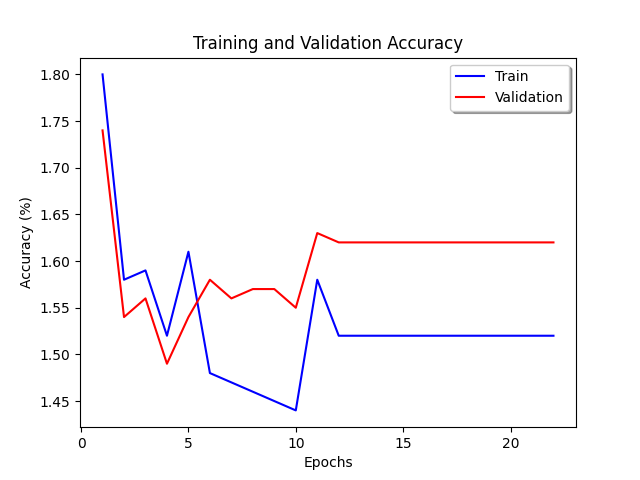 Training and Validation Accuracy
Train
Validation
Accuracy (%)
1.80
1.75
1.70
1.65
1.60
1.55
1.50
1.45
0 5 10 15 20
Epochs